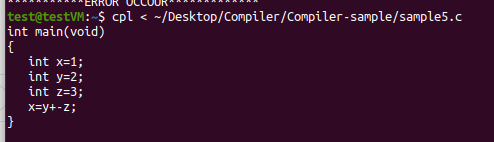 ***********ERROR OCCOUR*************
test@testVM:~$ cpl < ~/Desktop/Compiler/Compiler-sample/sample5.c
int main(void)
{
   int x=1;
   int y=2;
   int z=3;
   x=y+-z;
}